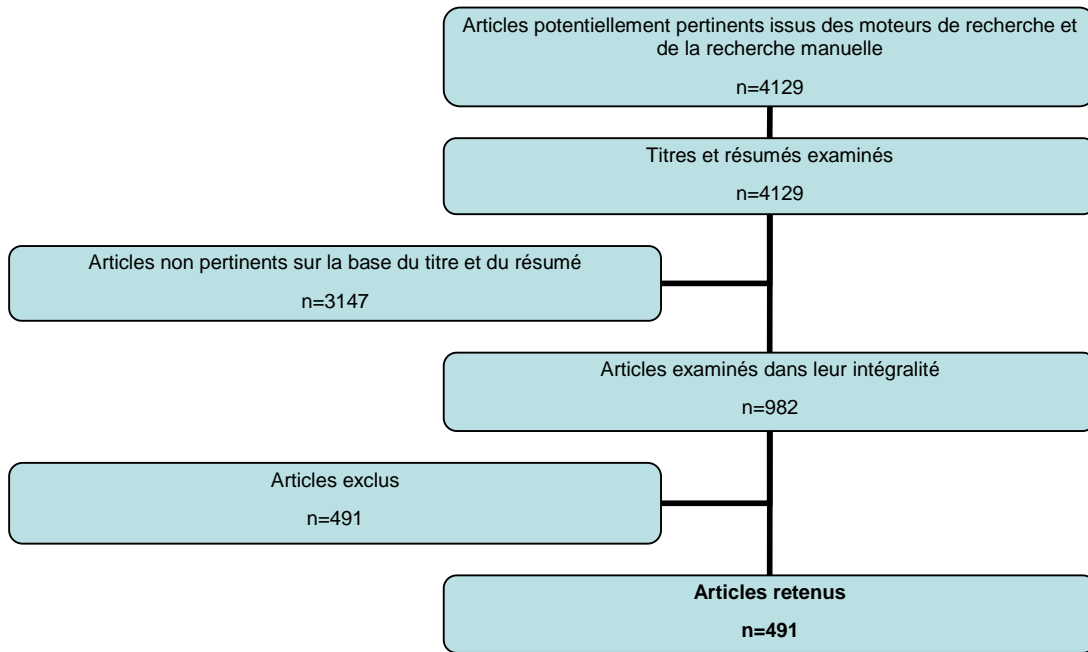 Articles potentiellement pertinents issus des moteurs de recherche et
de la recherche manuelle
n=4129
Titres et résumés examinés
n=4129
Articles non pertinents sur la base du titre et du résumé
n=3147
Articles examinés dans leur intégralité
n=982
Articles exclus
n=491
Articles retenus
n=491